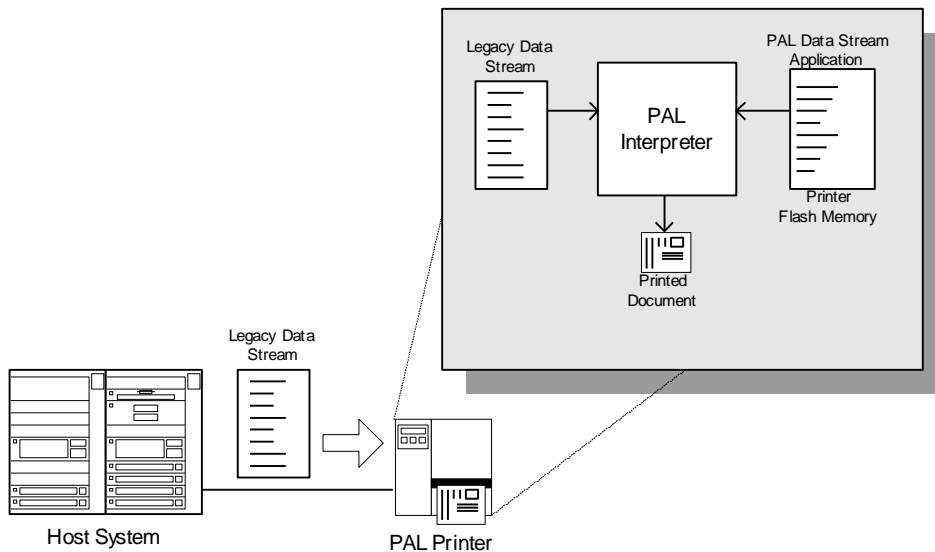 Legacy Data
Stream
PAL Data Stream
Application
PAL
Interpreter
Printer
Flash Memory
Printed
Document
Legacy Data
Stream
Host System
PAL Printer